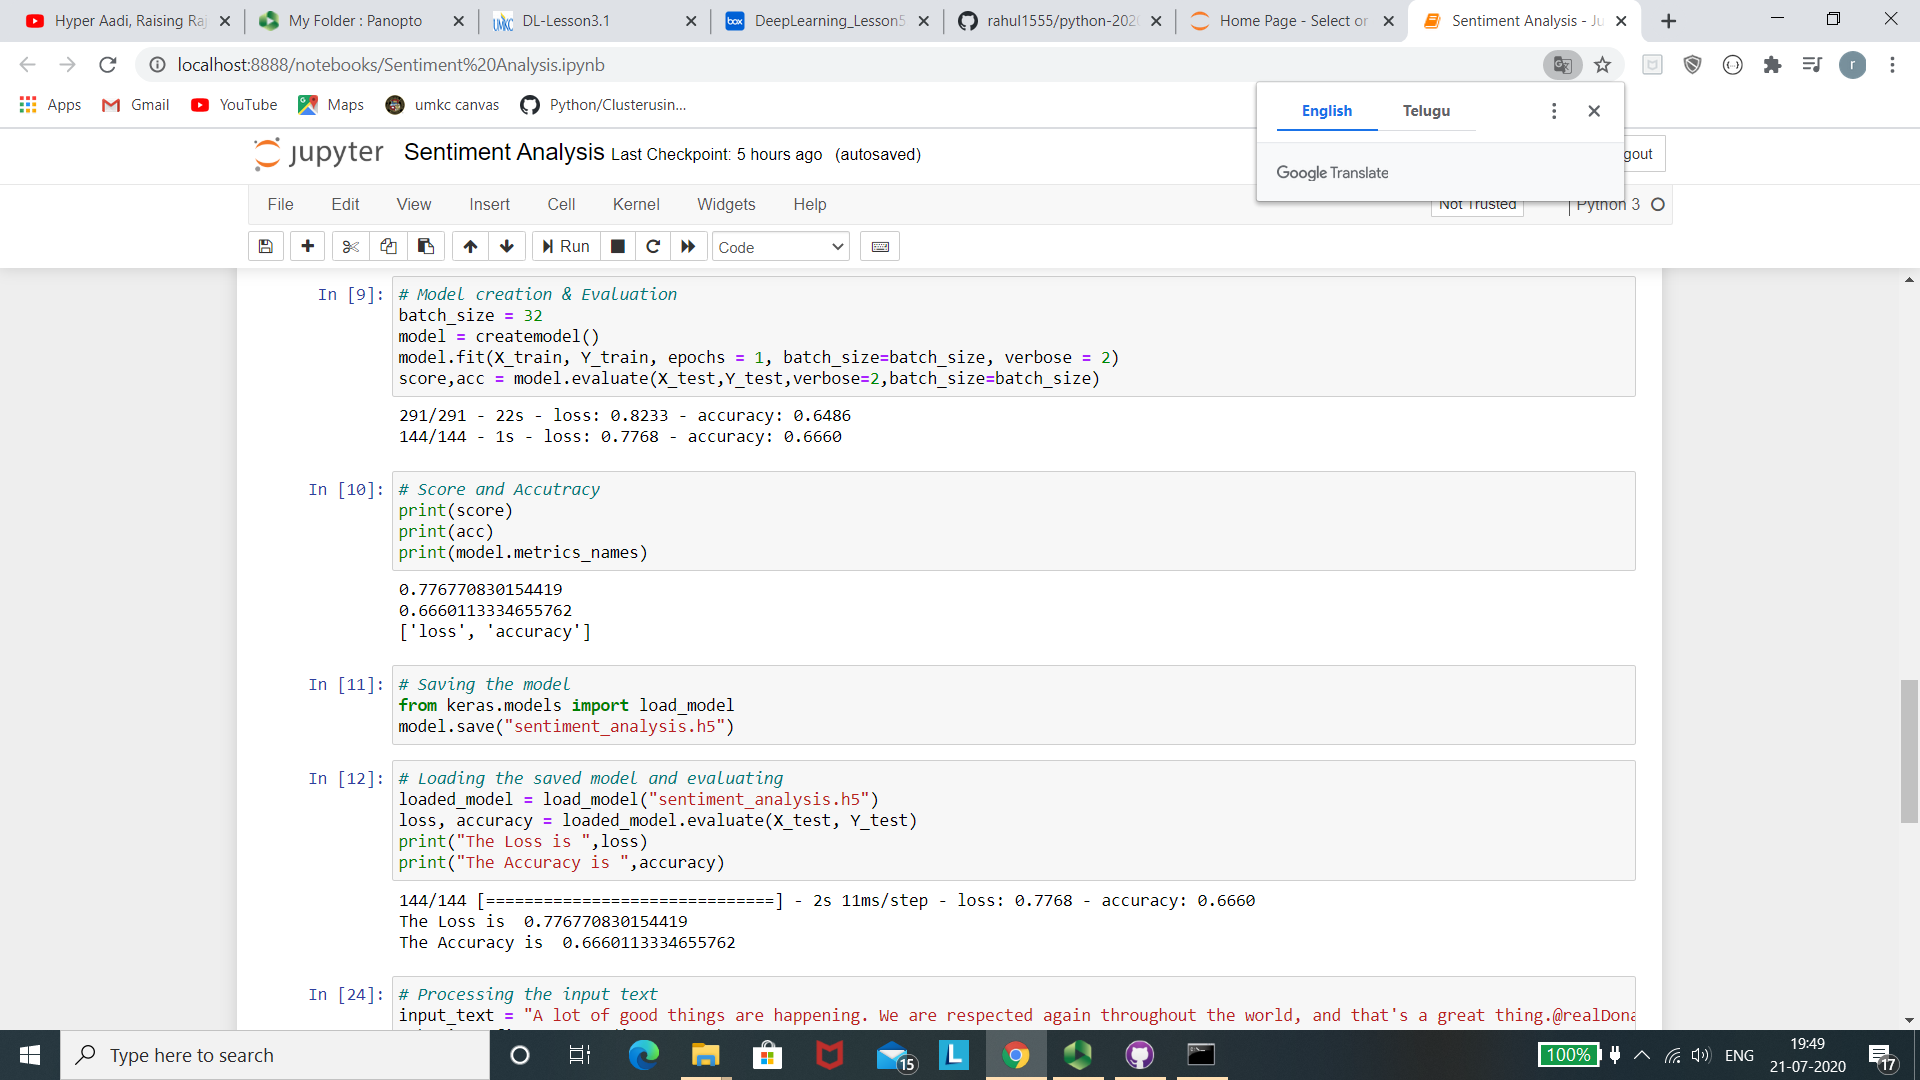 Hyper Aadi, Raising Raj
My Folder : Panopto
DL-Lesson3.1
DeepLearning_Lesson5
rahul1555/python-2020
Home Page - Select or
Sentiment Analysis - Ju
localhost:8888/notebooks/Sentiment%20Analysis.ipynb
r
Apps
Gmail
YouTube
Maps
umkc canvas
Python/Clusterusin...
English
Telugu
Google Translate
jupyter
Sentiment Analysis Last Checkpoint: 5 hours ago (autosaved)
gout
File
Edit
View
Insert
Cell
Kernel
Widgets
Help
Not Trusted
Python 3
Run
Code
In [9]:
# Model creation & Evaluation
batch_size = 32
model = createmodel()
model.fit(X_train, Y_train, epochs = 1, batch_size=batch_size, verbose = 2)
score,acc = model.evaluate(X_test,Y_test,verbose=2,batch_size=batch_size)
291/291 - 22s - loss: 0.8233 - accuracy: 0.6486
144/144 - 1s - loss: 0.7768 - accuracy: 0.6660
In [10]:
# Score and Accutracy
print(score)
print(acc)
print(model.metrics_names)
0.776770830154419
0.6660113334655762
['loss', 'accuracy']
In [11]:
# Saving the model
from keras.models import load_model
model.save("sentiment_analysis.h5")
In [12]:
# Loading the saved model and evaluating
loaded_model = load_model("sentiment_analysis.h5")
loss, accuracy = loaded_model.evaluate(X_test, Y_test)
print("The Loss is ",loss)
print("The Accuracy is ",accuracy)
144/144 [==============================] - 2s 11ms/step - loss: 0.7768 - accuracy: 0.6660
The Loss is  0.776770830154419
The Accuracy is  0.6660113334655762
In [24]:
# Processing the input text
input_text = "A lot of good things are happening. We are respected again throughout the world, and that's a great thing.@realDona
Type here to search
15
100%
ENG
19:49
21-07-2020
17